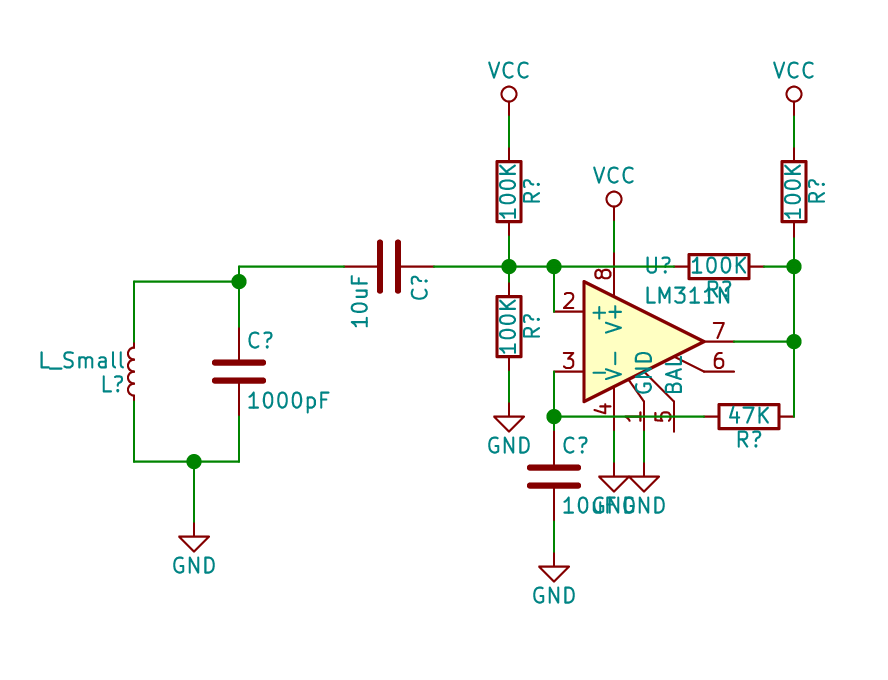 VCC
VCC
VCC
100K
R?
100K
R?
10uF
C?
100K
R?
U?
LM311N
100K
R?
8
2
3
7
6
4
1
5
+
V+
-
V-
GND
BAL
L_Small
L?
C?
1000pF
47K
R?
GND
C?
10uF
GND
GND
GND
GND